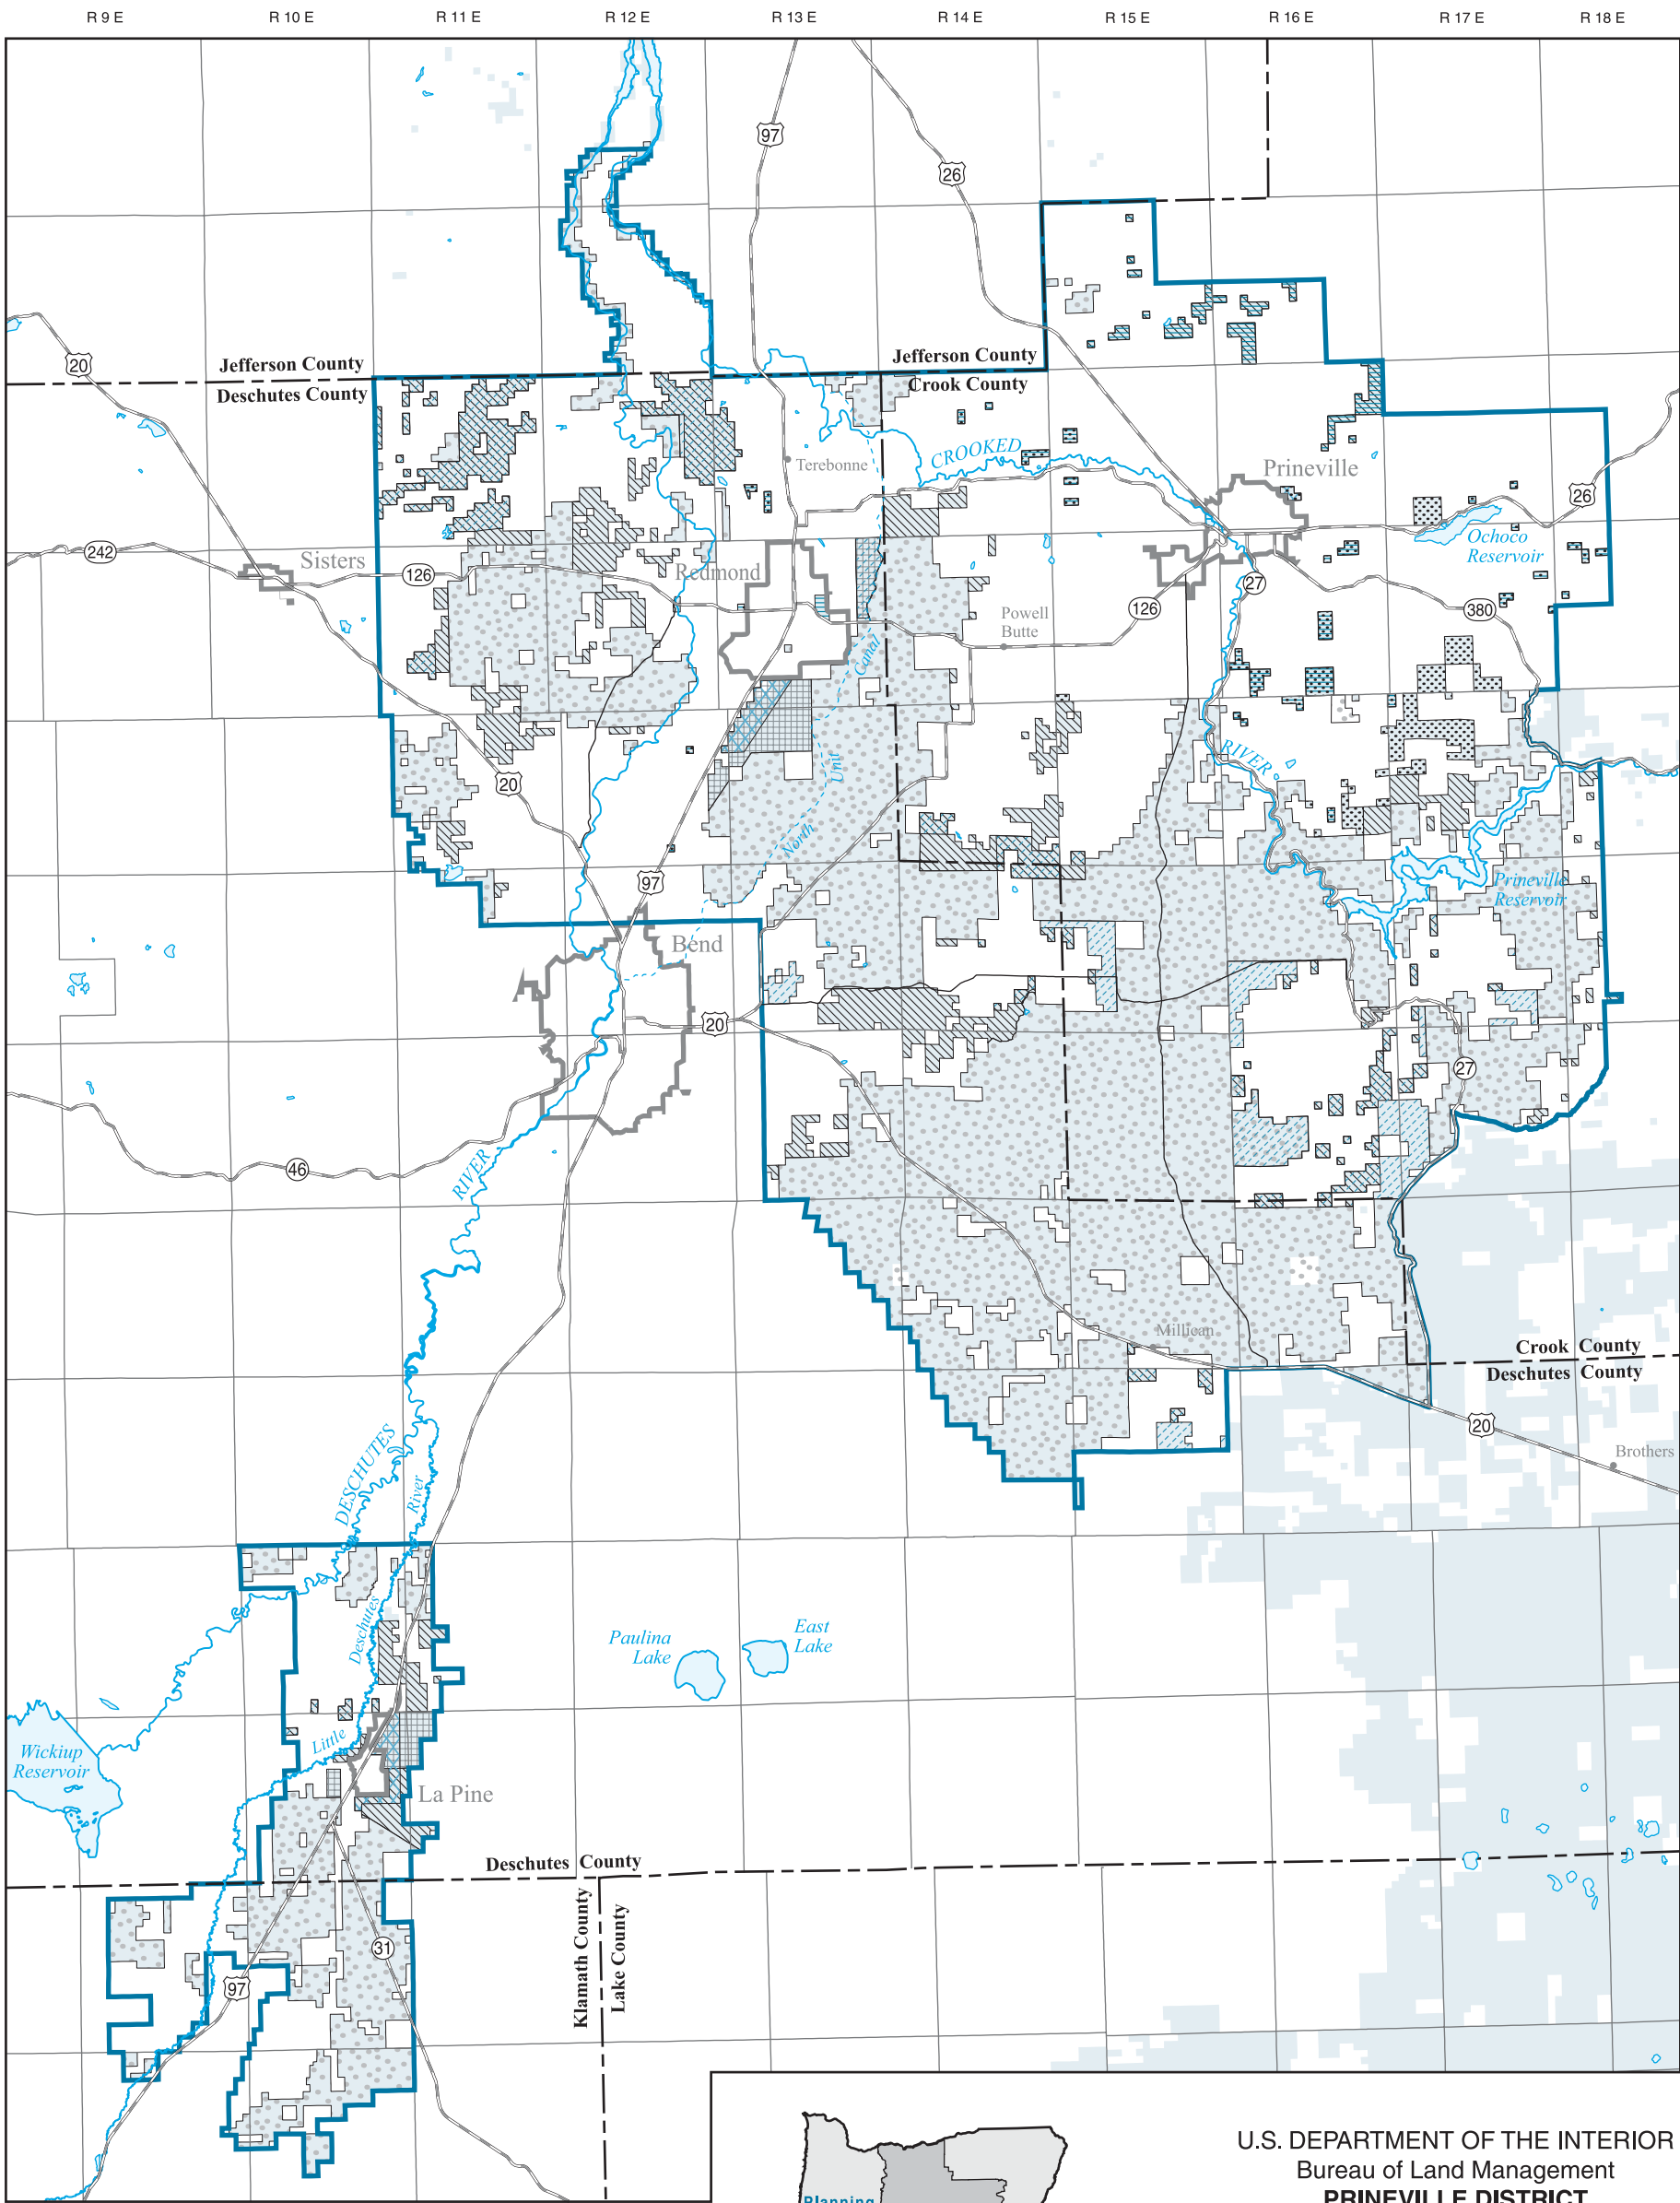 R 9 E R 10 E R 11 E R 12 E R 13 E R 14 E R 15 E R 16 E R 17 E R 18 E
97
26
20
Jefferson County
Deschutes County
Jefferson County
Crook County
CROOKED
Terebonne
Prineville
26
242
Sisters
126
Redmond
Ochoco
Reservoir
27
126
380
Powell
Butte
Canal
Unit
North
RIVER
20
97
Prineville
Reservoir
Bend
20
27
46
RIVER
Millican
Crook County
Deschutes County
20
Brothers
DESCHUTES
River
Deschutes
Little
Paulina
Lake
East
Lake
Wickiup
Reservoir
La Pine
Deschutes County
Klamath County
Lake County
31
97
Planning
U.S. DEPARTMENT OF THE INTERIOR
Bureau of Land Management
PRINEVILLE DISTRICT